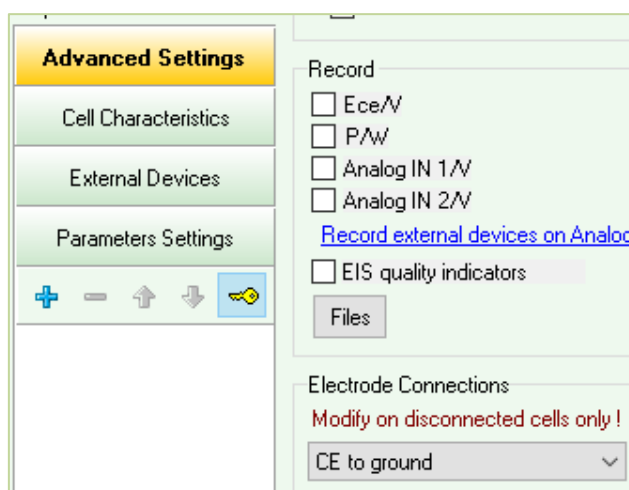 Advanced Settings
Cell Characteristics
External Devices
Parameters Settings
Record
Ece/V
P/W
Analog IN 1/V
Analog IN 2/V
Record external devices on Analog
EIS quality indicators
Files
Electrode Connections
Modify on disconnected cells only !
CE to ground